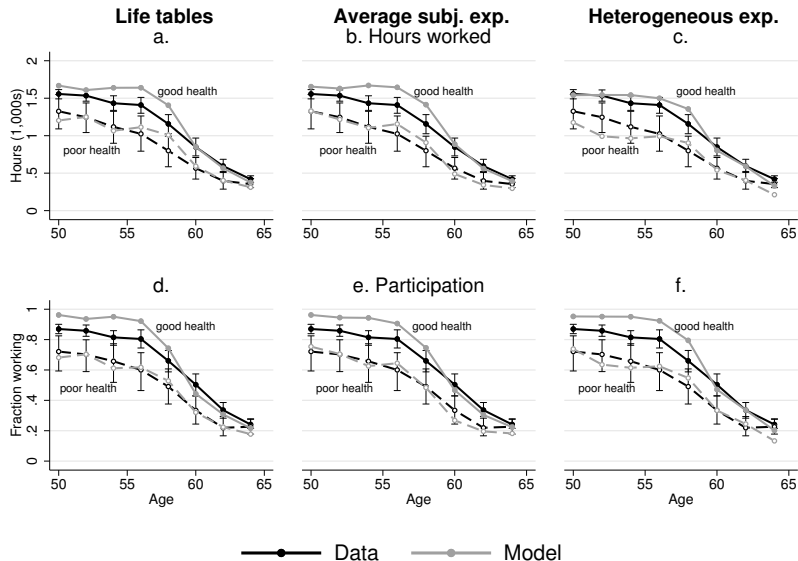 Life tables Average subj. exp. Heterogeneous exp.
a. b. Hours worked c.
Hours (1,000s)
0 .5 1 1.5 2
good health good health good health
poor health poor health poor health
50 55 60 65 50 55 60 65 50 55 60 65
d. e. Participation f.
Fraction working
0 .2 .4 .6 .8 1
good health good health good health
poor health poor health poor health
50 55 60 65 50 55 60 65 50 55 60 65
Age Age Age
Data Model